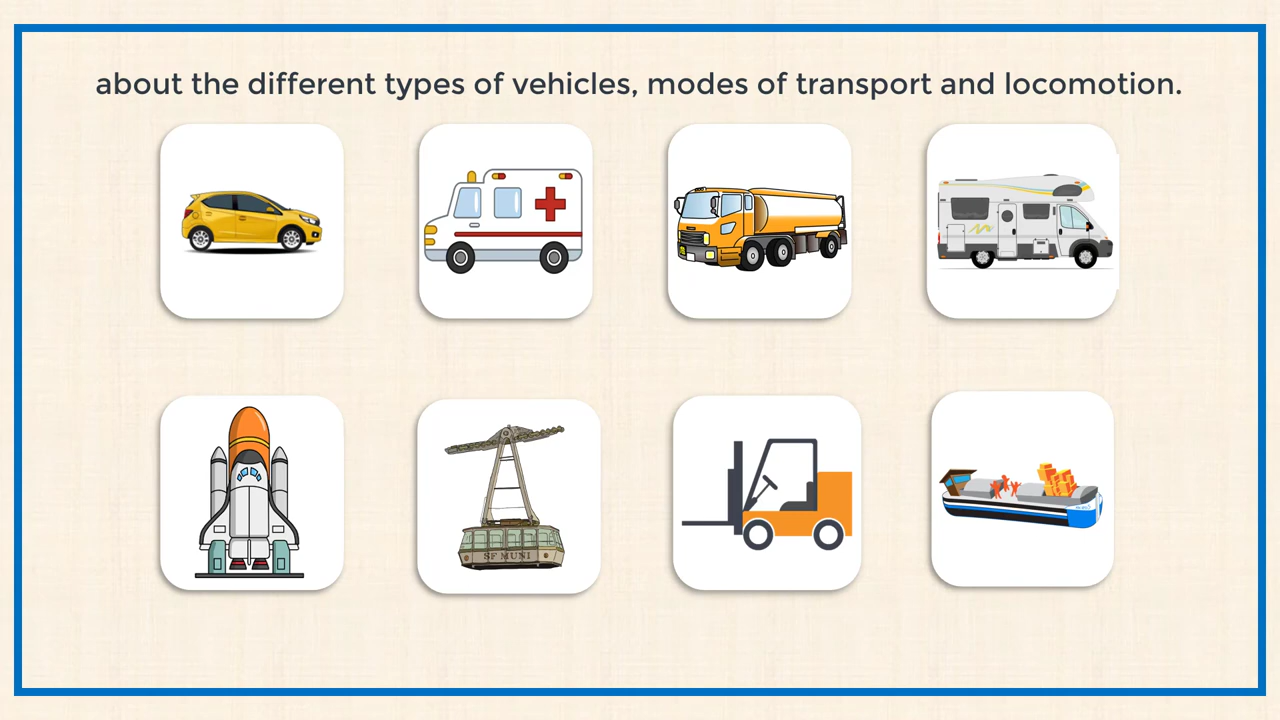 about the different types of vehicles, modes of transport and locomotion.
SF MUNI